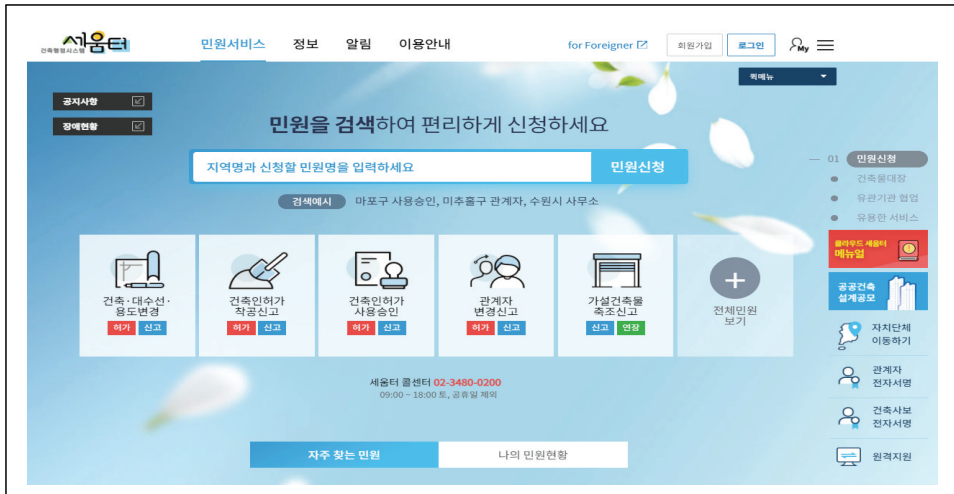 건축행정시스템 세움터
민원서비스 정보 알림 이용안내 for Foreigner 회원가입 로그인 My
퀵메뉴
공지사항
장애현황
민원을 검색하여 편리하게 신청하세요
지역명과 신청할 민원명을 입력하세요 민원신청
검색예시 마포구 사용승인, 미추홀구 관계자, 수원시 사무소
01 민원신청
건축물대장
유관기관 협업
유용한 서비스
클라우드 세움터
메뉴얼
공공건축
설계공모
자치단체
이동하기
관계자
전자서명
건축사보
전자서명
원격지원
건축·대수선·
용도변경
허가 신고
건축인허가
착공신고
허가 신고
건축인허가
사용승인
허가 신고
관계자
변경신고
허가 신고
가설건축물
축조신고
신고 연장
전체민원
보기
세움터 콜센터 02-3480-0200
09:00 ~ 18:00 토, 공휴일 제외
자주 찾는 민원 나의 민원현황